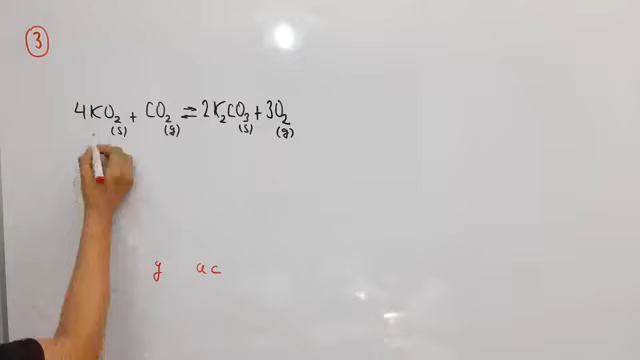 3
4KO2 + CO2 ⇌ 2K2CO3 + 3O2
(s) (g) (s) (g)
g ac